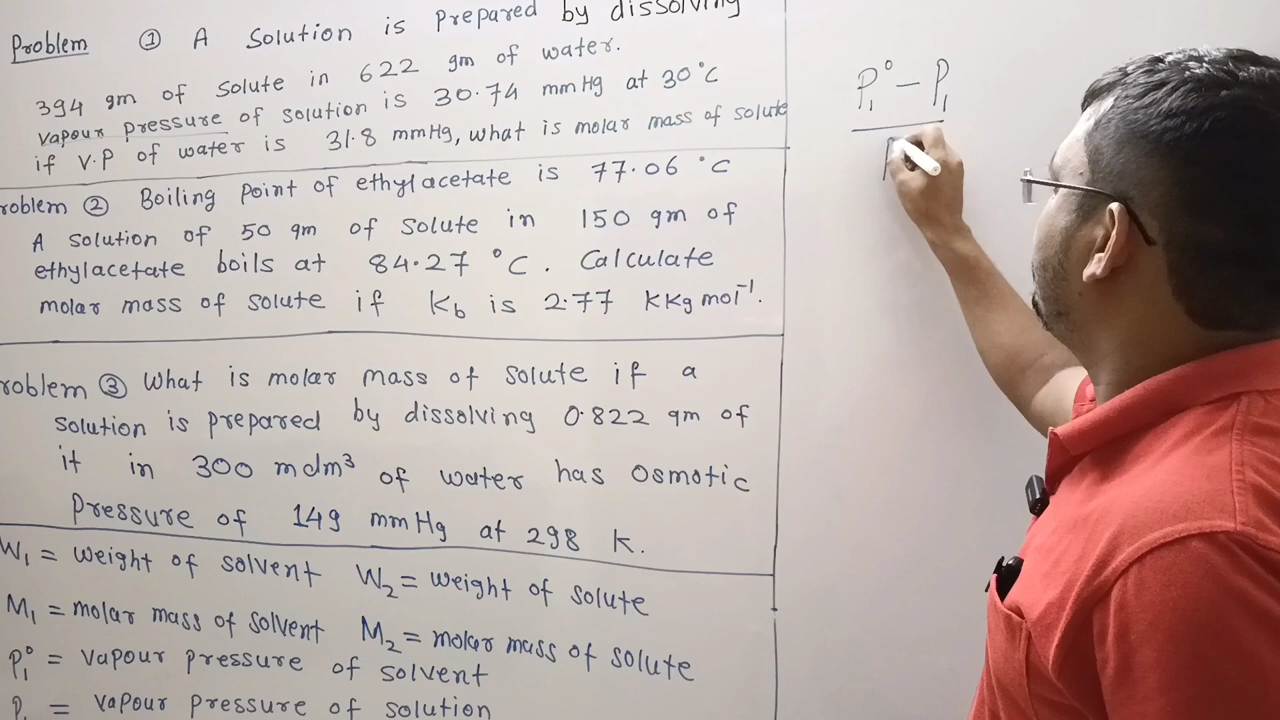 Problem ① A Solution is prepared by dissolving
394 gm of solute in 622 gm of water.
vapour pressure of solution is 30.74 mmHg at 30°C
if V.P of water is 31.8 mmHg, what is molar mass of solute
roblem ② Boiling point of ethylacetate is 77.06 °C
A solution of 50 gm of solute in 150 gm of
ethylacetate boils at 84.27 °C. Calculate
molar mass of solute if Kb is 2.77 KKgmol⁻¹.
roblem ③ What is molar mass of solute if a
solution is prepared by dissolving 0.822 gm of
it in 300 mdm³ of water has osmotic
pressure of 149 mmHg at 298 K.
W₁ = weight of solvent W₂ = weight of solute
M₁ = molar mass of solvent M₂ = molar mass of solute
P₁° = vapour pressure of solvent
P₁ = vapour pressure of solution
P₁° - P₁